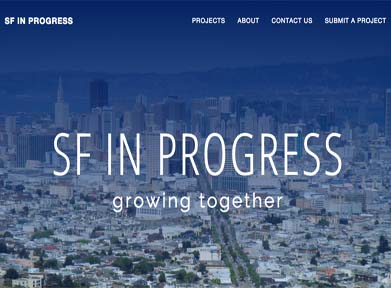 SF IN PROGRESS
PROJECTS ABOUT CONTACT US SUBMIT A PROJECT
SF IN PROGRESS
growing together